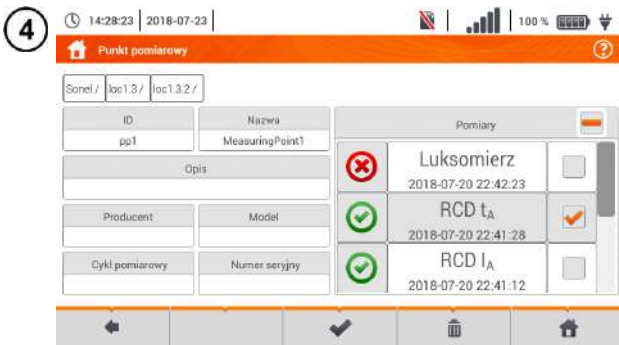 4
14:28:23 2018-07-23 100 %
Punkt pomiarowy ?
Sonel / loc1.3 / loc1.3.2 /
ID Nazwa
pp1 MeasuringPoint1
Opis
Producent Model
Cykl pomiarowy Numer seryjny
Pomiary
Luksomierz
2018-07-20 22:42:23
RCD tA
2018-07-20 22:41:28
RCD IA
2018-07-20 22:41:12